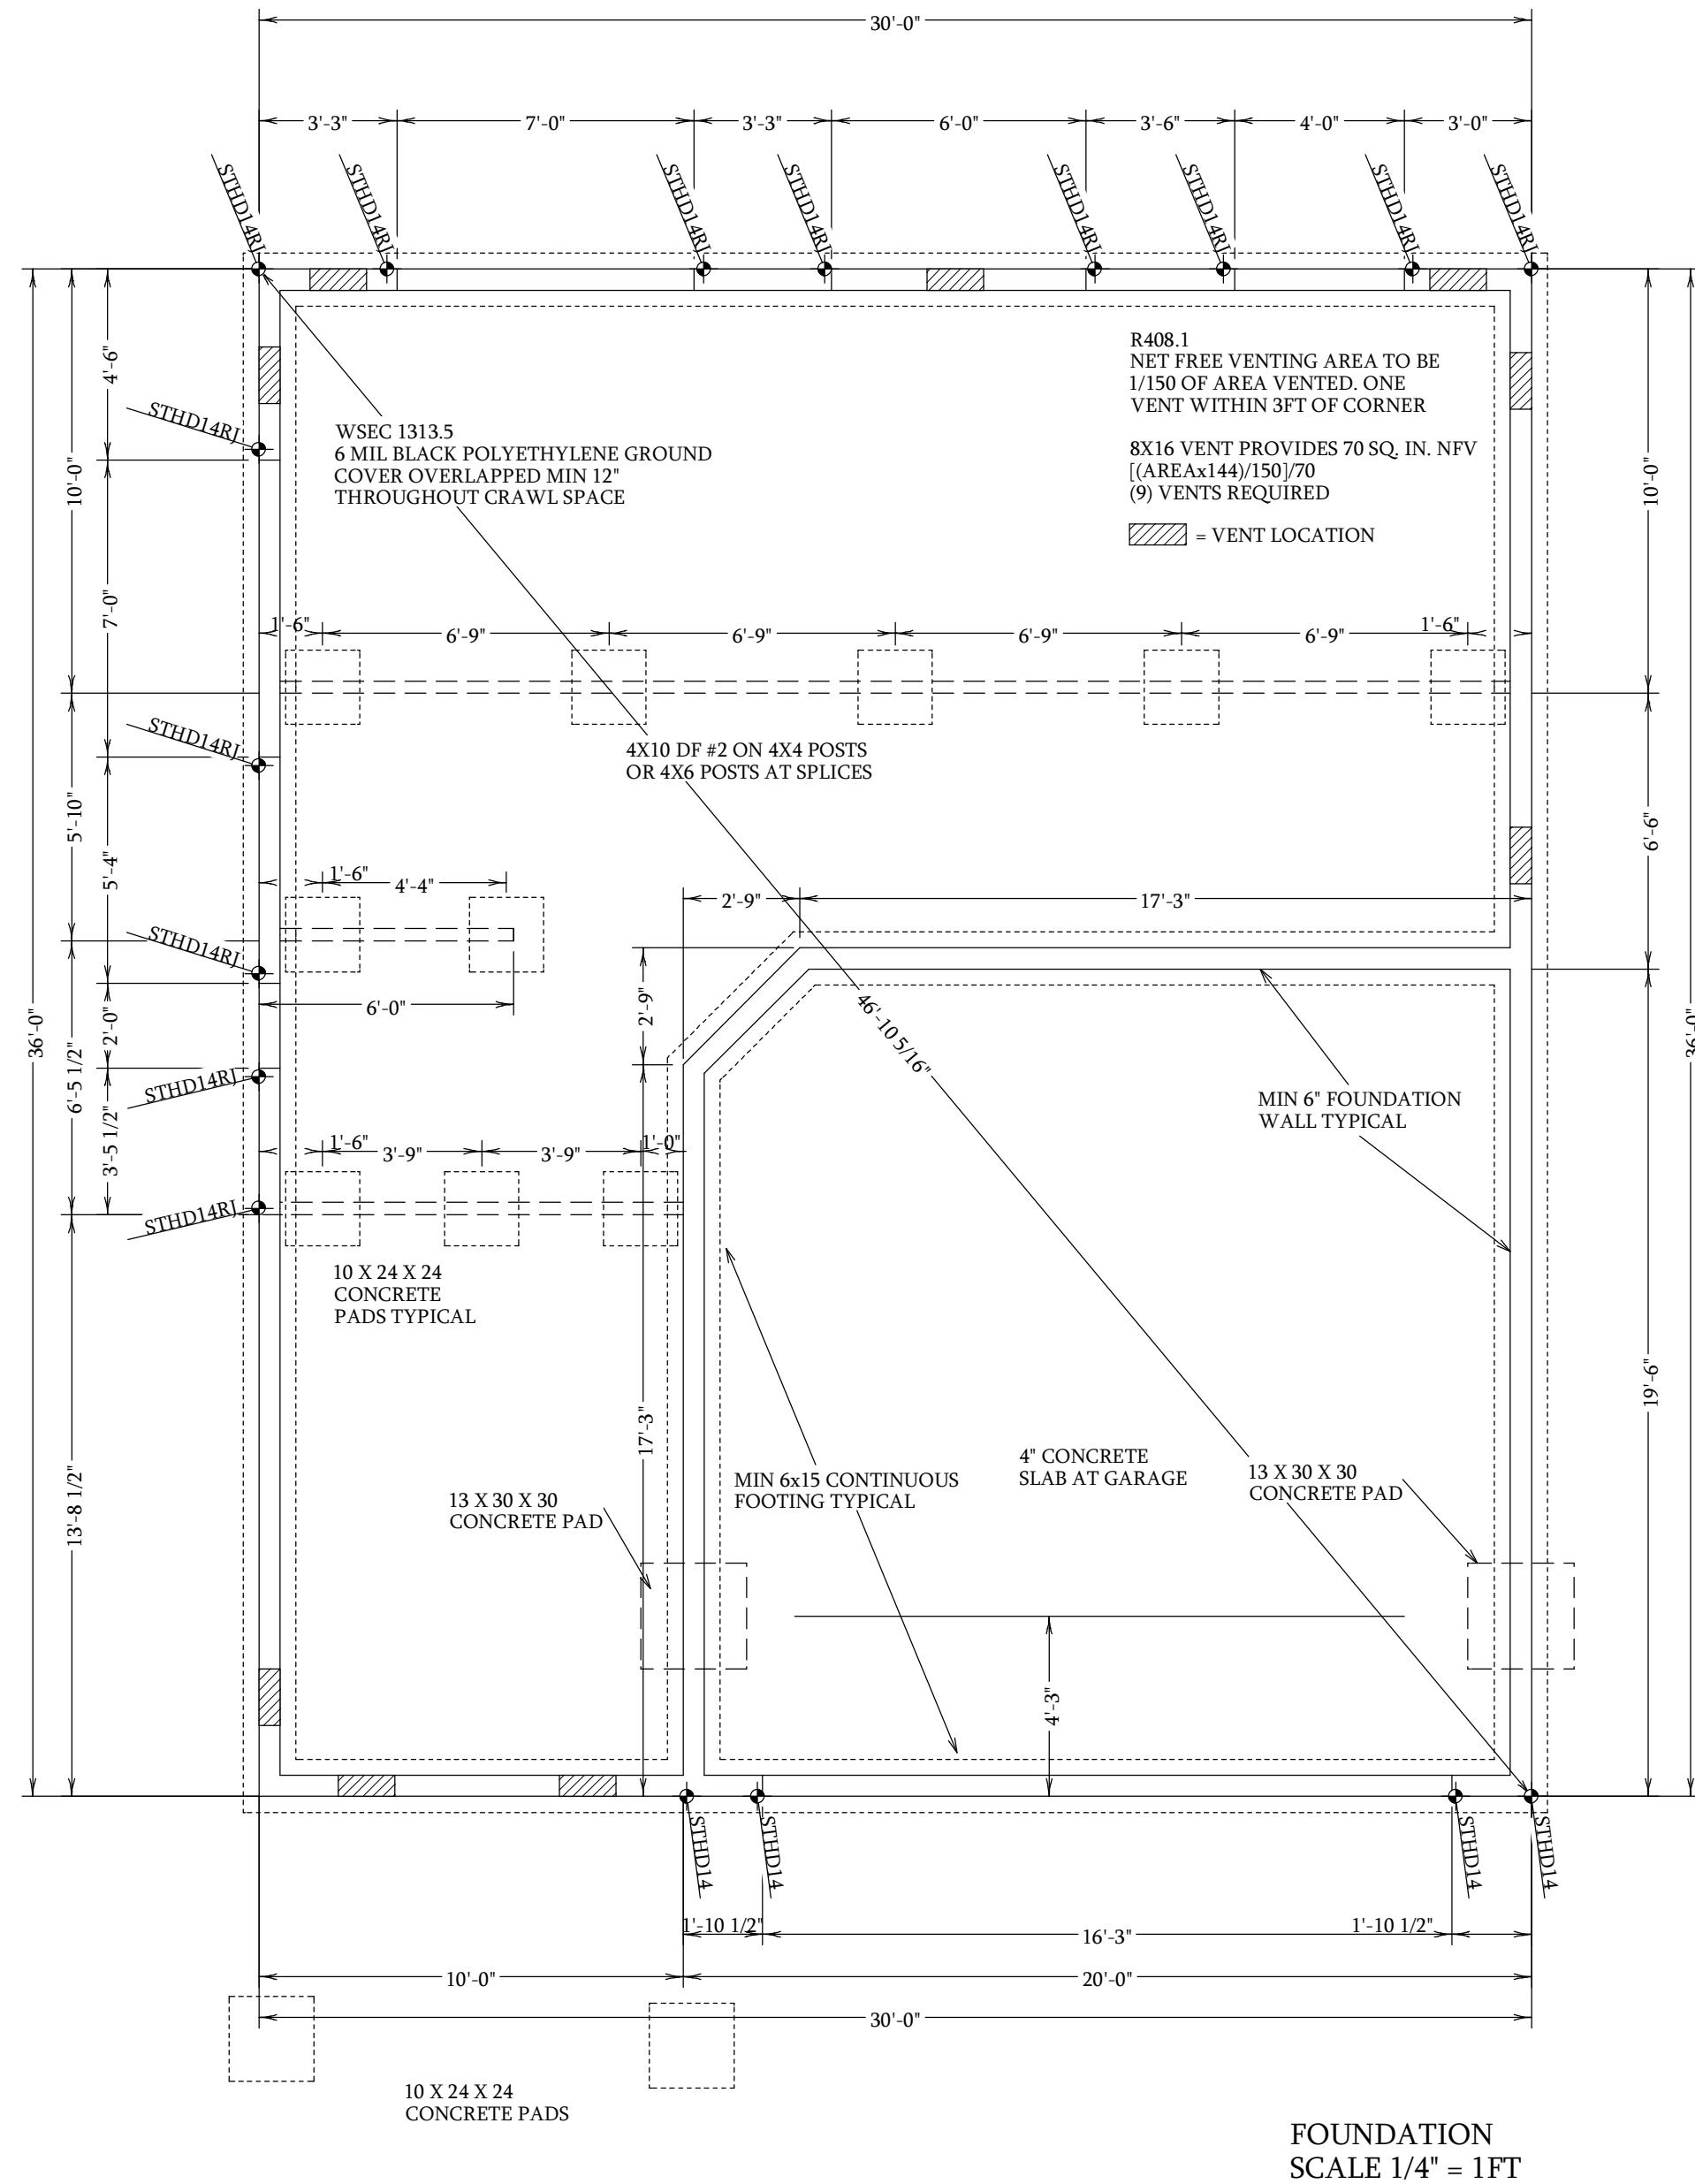 30'-0"
3'-3"
7'-0"
3'-3"
6'-0"
3'-6"
4'-0"
3'-0"
STHD14RJ
STHD14RJ
STHD14RJ
STHD14RJ
STHD14RJ
STHD14RJ
STHD14RJ
STHD14RJ
R408.1
NET FREE VENTING AREA TO BE
1/150 OF AREA VENTED. ONE
VENT WITHIN 3FT OF CORNER
8X16 VENT PROVIDES 70 SQ. IN. NFV
[(AREAx144)/150]/70
(9) VENTS REQUIRED
= VENT LOCATION
WSEC 1313.5
6 MIL BLACK POLYETHYLENE GROUND
COVER OVERLAPPED MIN 12"
THROUGHOUT CRAWL SPACE
4'-6"
STHD14RJ
10'-0"
10'-0"
7'-0"
1'-6"
6'-9"
6'-9"
6'-9"
6'-9"
1'-6"
STHD14RJ
4X10 DF #2 ON 4X4 POSTS
OR 4X6 POSTS AT SPLICES
5'-10"
6'-6"
5'-4"
1'-6"
4'-4"
2'-9"
17'-3"
STHD14RJ
6'-0"
2'-9"
46'-10 5/16"
36'-0"
2'-0"
6'-5 1/2"
36'-0"
STHD14RJ
3'-5 1/2"
MIN 6" FOUNDATION
WALL TYPICAL
1'-6"
3'-9"
3'-9"
1'-0"
STHD14RJ
10 X 24 X 24
CONCRETE
PADS TYPICAL
19'-6"
17'-3"
13'-8 1/2"
4" CONCRETE
SLAB AT GARAGE
MIN 6x15 CONTINUOUS
FOOTING TYPICAL
13 X 30 X 30
CONCRETE PAD
13 X 30 X 30
CONCRETE PAD
4'-3"
STHD14
STHD14
STHD14
STHD14
1'-10 1/2"
16'-3"
1'-10 1/2"
10'-0"
20'-0"
30'-0"
10 X 24 X 24
CONCRETE PADS
FOUNDATION
SCALE 1/4" = 1FT